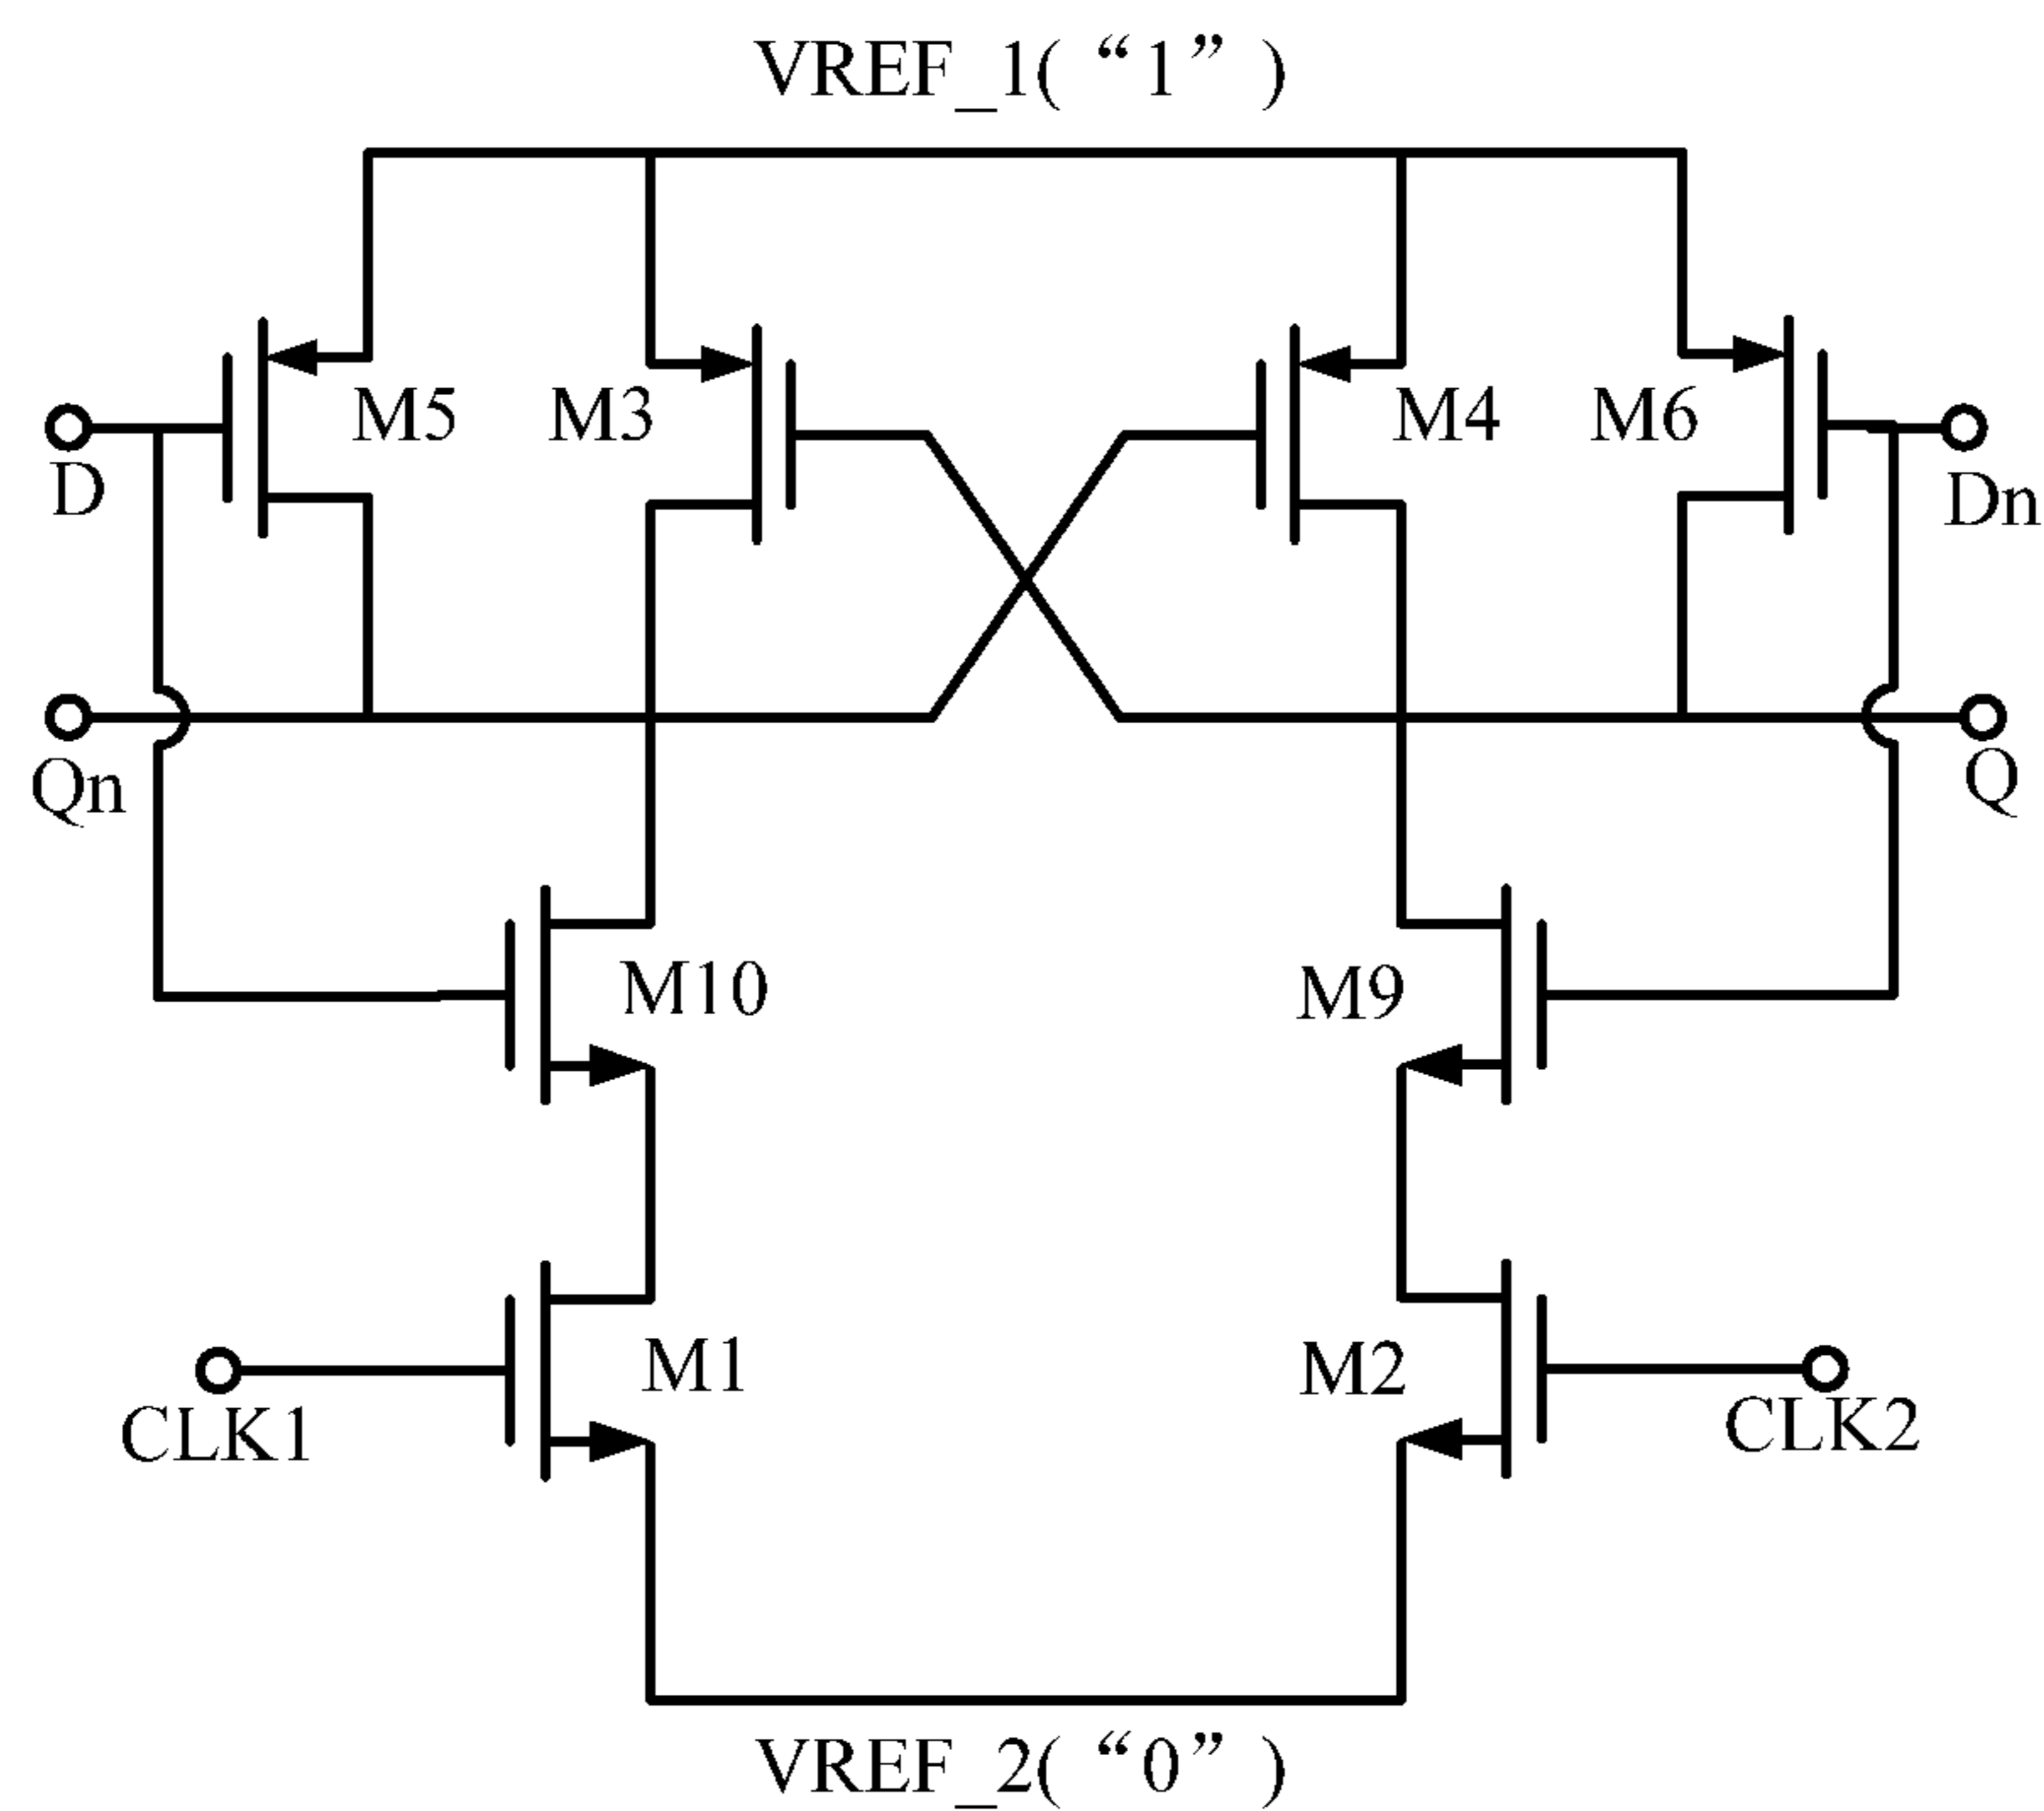 VREF_1( “1” )
M5
M3
M4
M6
D
Dn
Qn
Q
M10
M9
M1
M2
CLK1
CLK2
VREF_2( “0” )